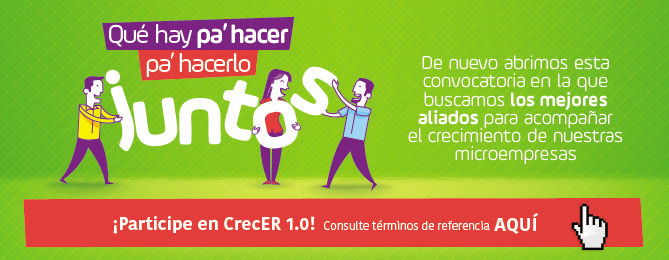 Qué hay pa' hacer
pa' hacerlo
juntos
De nuevo abrimos esta
convocatoria en la que
buscamos los mejores
aliados para acompañar
el crecimiento de nuestras
microempresas
¡Participe en CrecER 1.0! Consulte términos de referencia AQUÍ